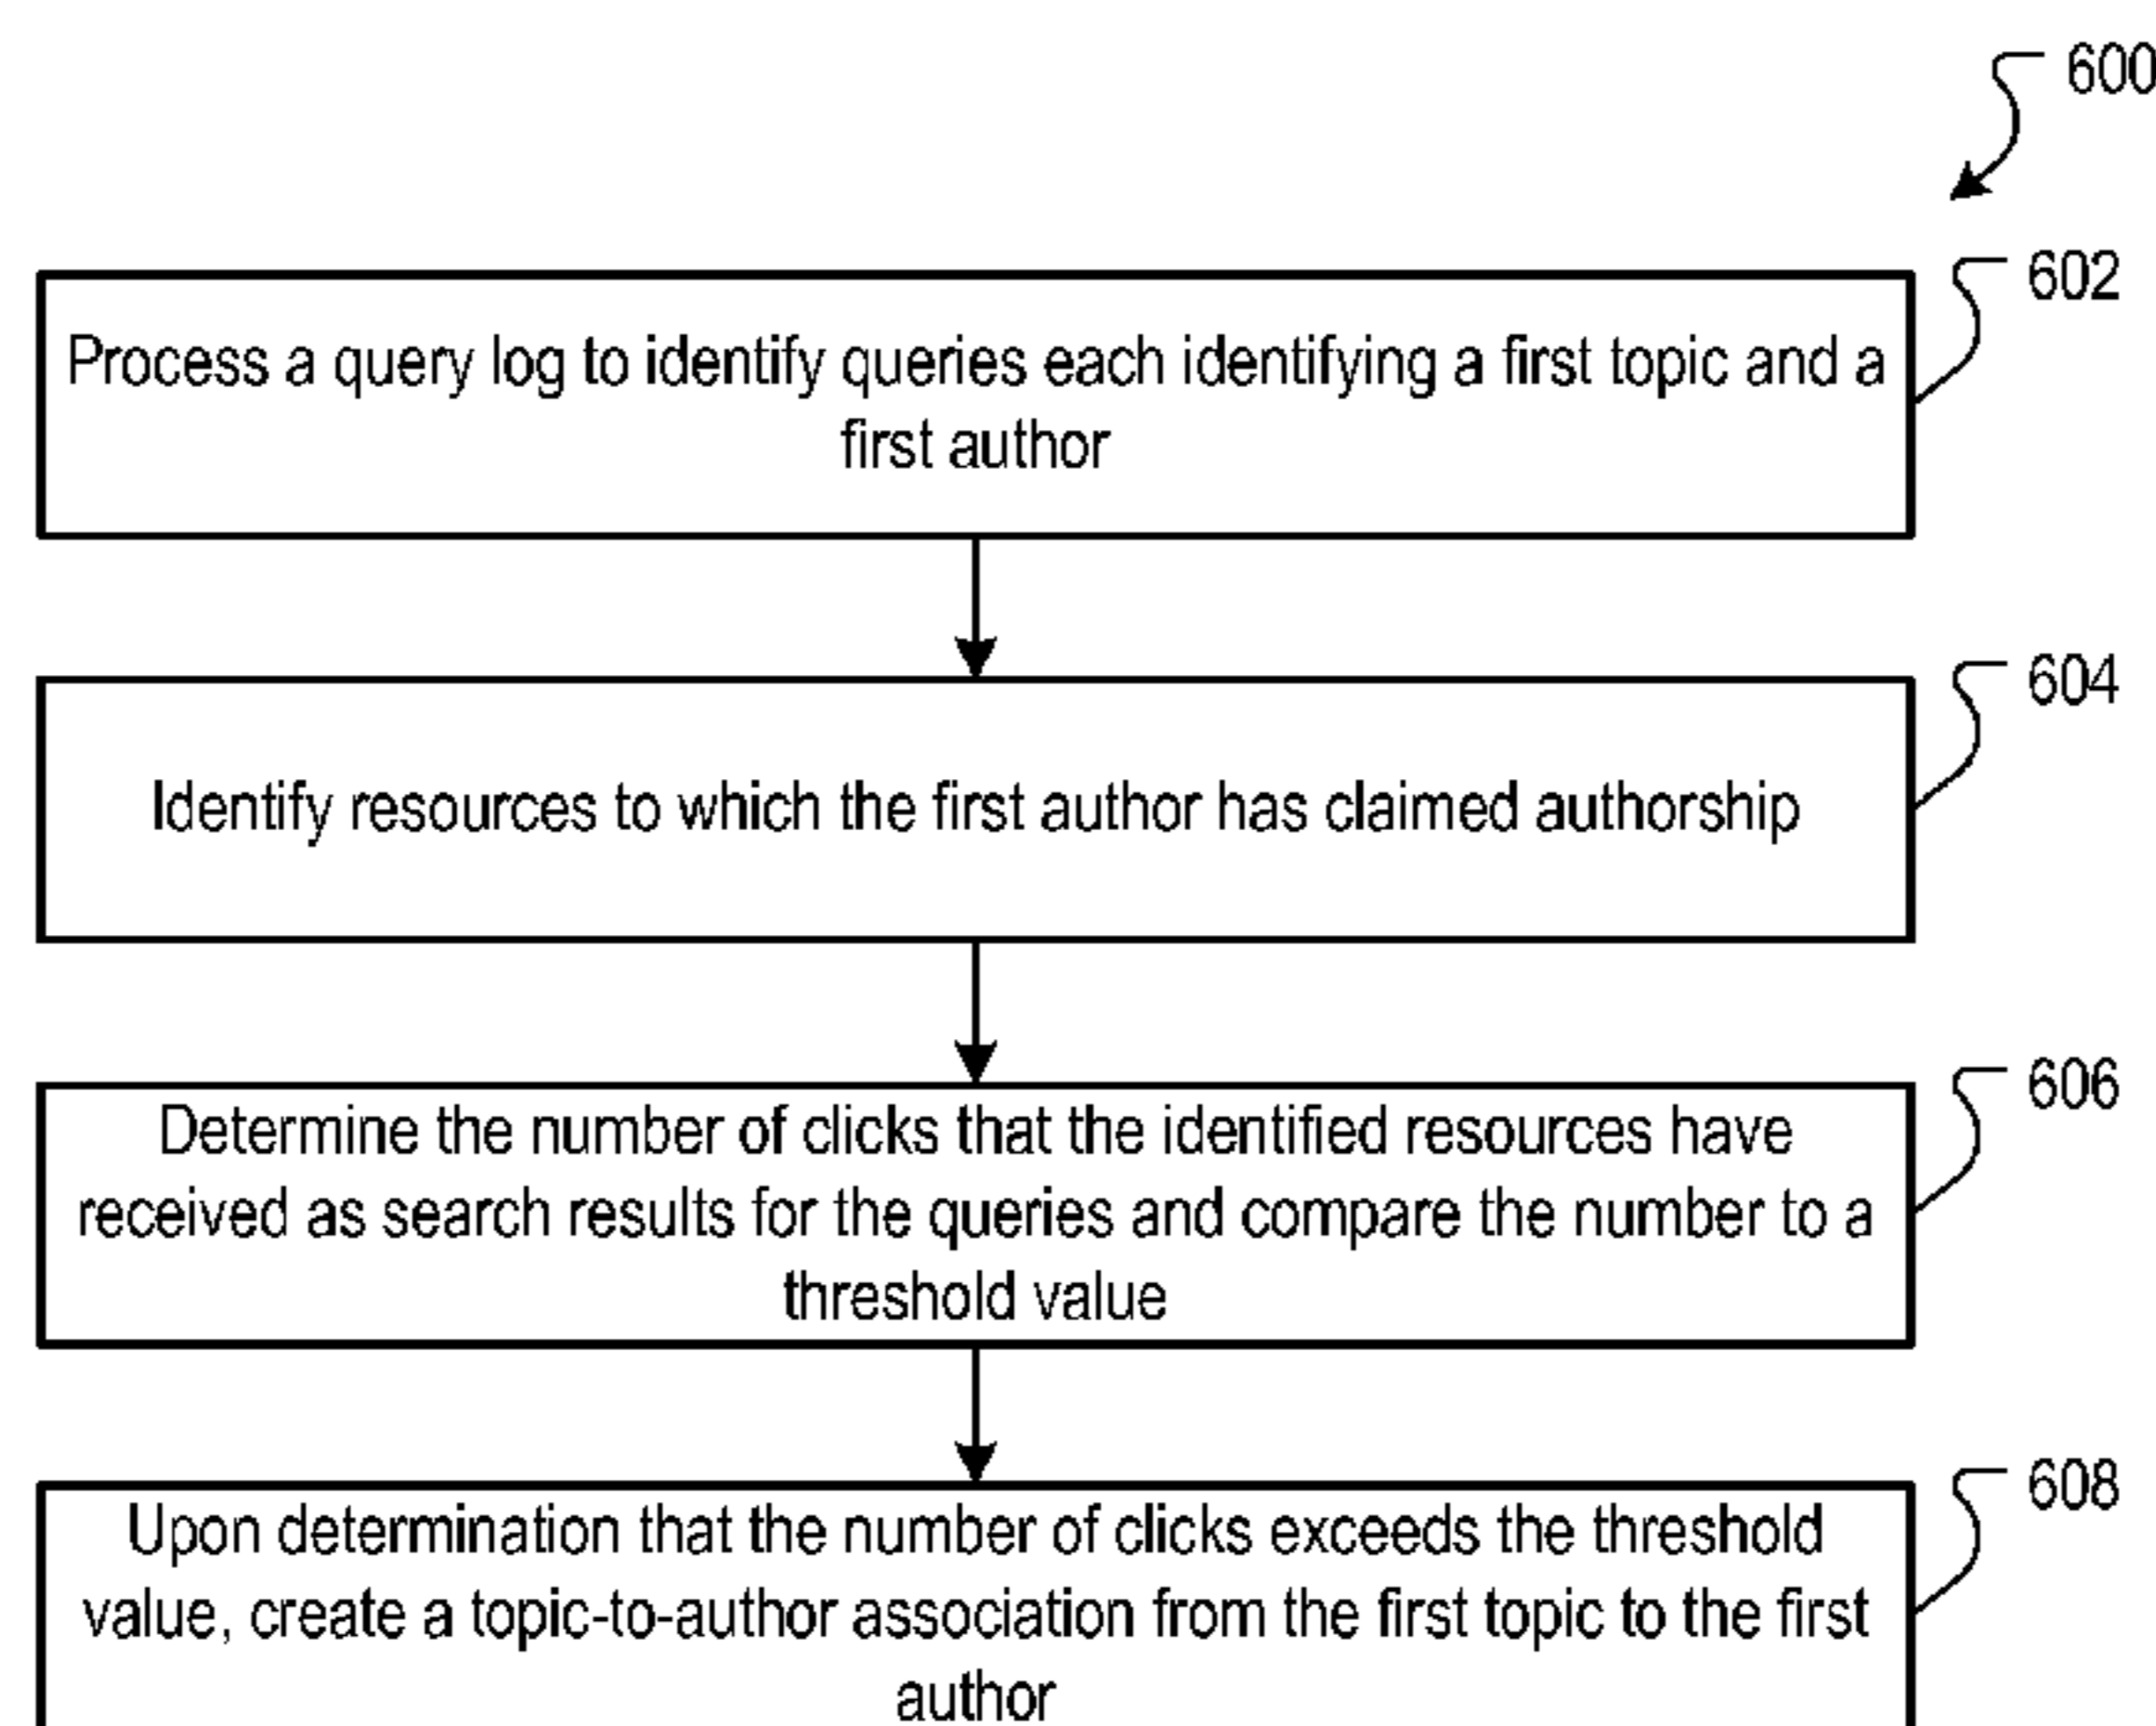 600
602
Process a query log to identify queries each identifying a first topic and a
first author
604
Identify resources to which the first author has claimed authorship
606
Determine the number of clicks that the identified resources have
received as search results for the queries and compare the number to a
threshold value
608
Upon determination that the number of clicks exceeds the threshold
value, create a topic-to-author association from the first topic to the first
author